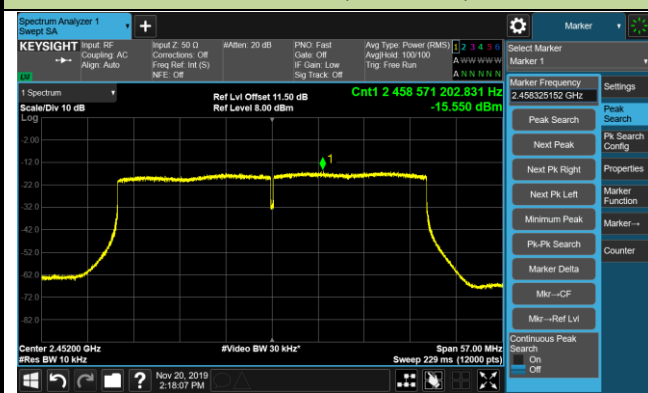 Spectrum Analyzer 1
Swept SA
+
Marker
KEYSIGHT
Input: RF
Coupling: AC
Align: Auto
Input Z: 50 Ω
Corrections: Off
Freq Ref: Int (S)
NFE: Off
#Atten: 20 dB
PNO: Fast
Gate: Off
IF Gain: Low
Sig Track: Off
Avg Type: Power (RMS)
Avg|Hold: 100/100
Trig: Free Run
1 2 3 4 5 6
A W W W W W
A N N N N N
Select Marker
Marker 1
1 Spectrum
Scale/Div 10 dB
Log
Ref Lvl Offset 11.50 dB
Ref Level 8.00 dBm
Cnt1 2 458 571 202.831 Hz
-15.550 dBm
1
-2.00
-12.0
-22.0
-32.0
-42.0
-52.0
-62.0
-72.0
-82.0
Center 2.45200 GHz
#Res BW 10 kHz
#Video BW 30 kHz*
Span 57.00 MHz
Sweep 229 ms (12000 pts)
Marker Frequency
2.458325152 GHz
Peak Search
Next Peak
Next Pk Right
Next Pk Left
Minimum Peak
Pk-Pk Search
Marker Delta
Mkr→CF
Mkr→Ref Lvl
Continuous Peak
Search
On
Off
Settings
Peak
Search
Pk Search
Config
Properties
Marker
Function
Marker→
Counter
?
Nov 20, 2019
2:18:07 PM